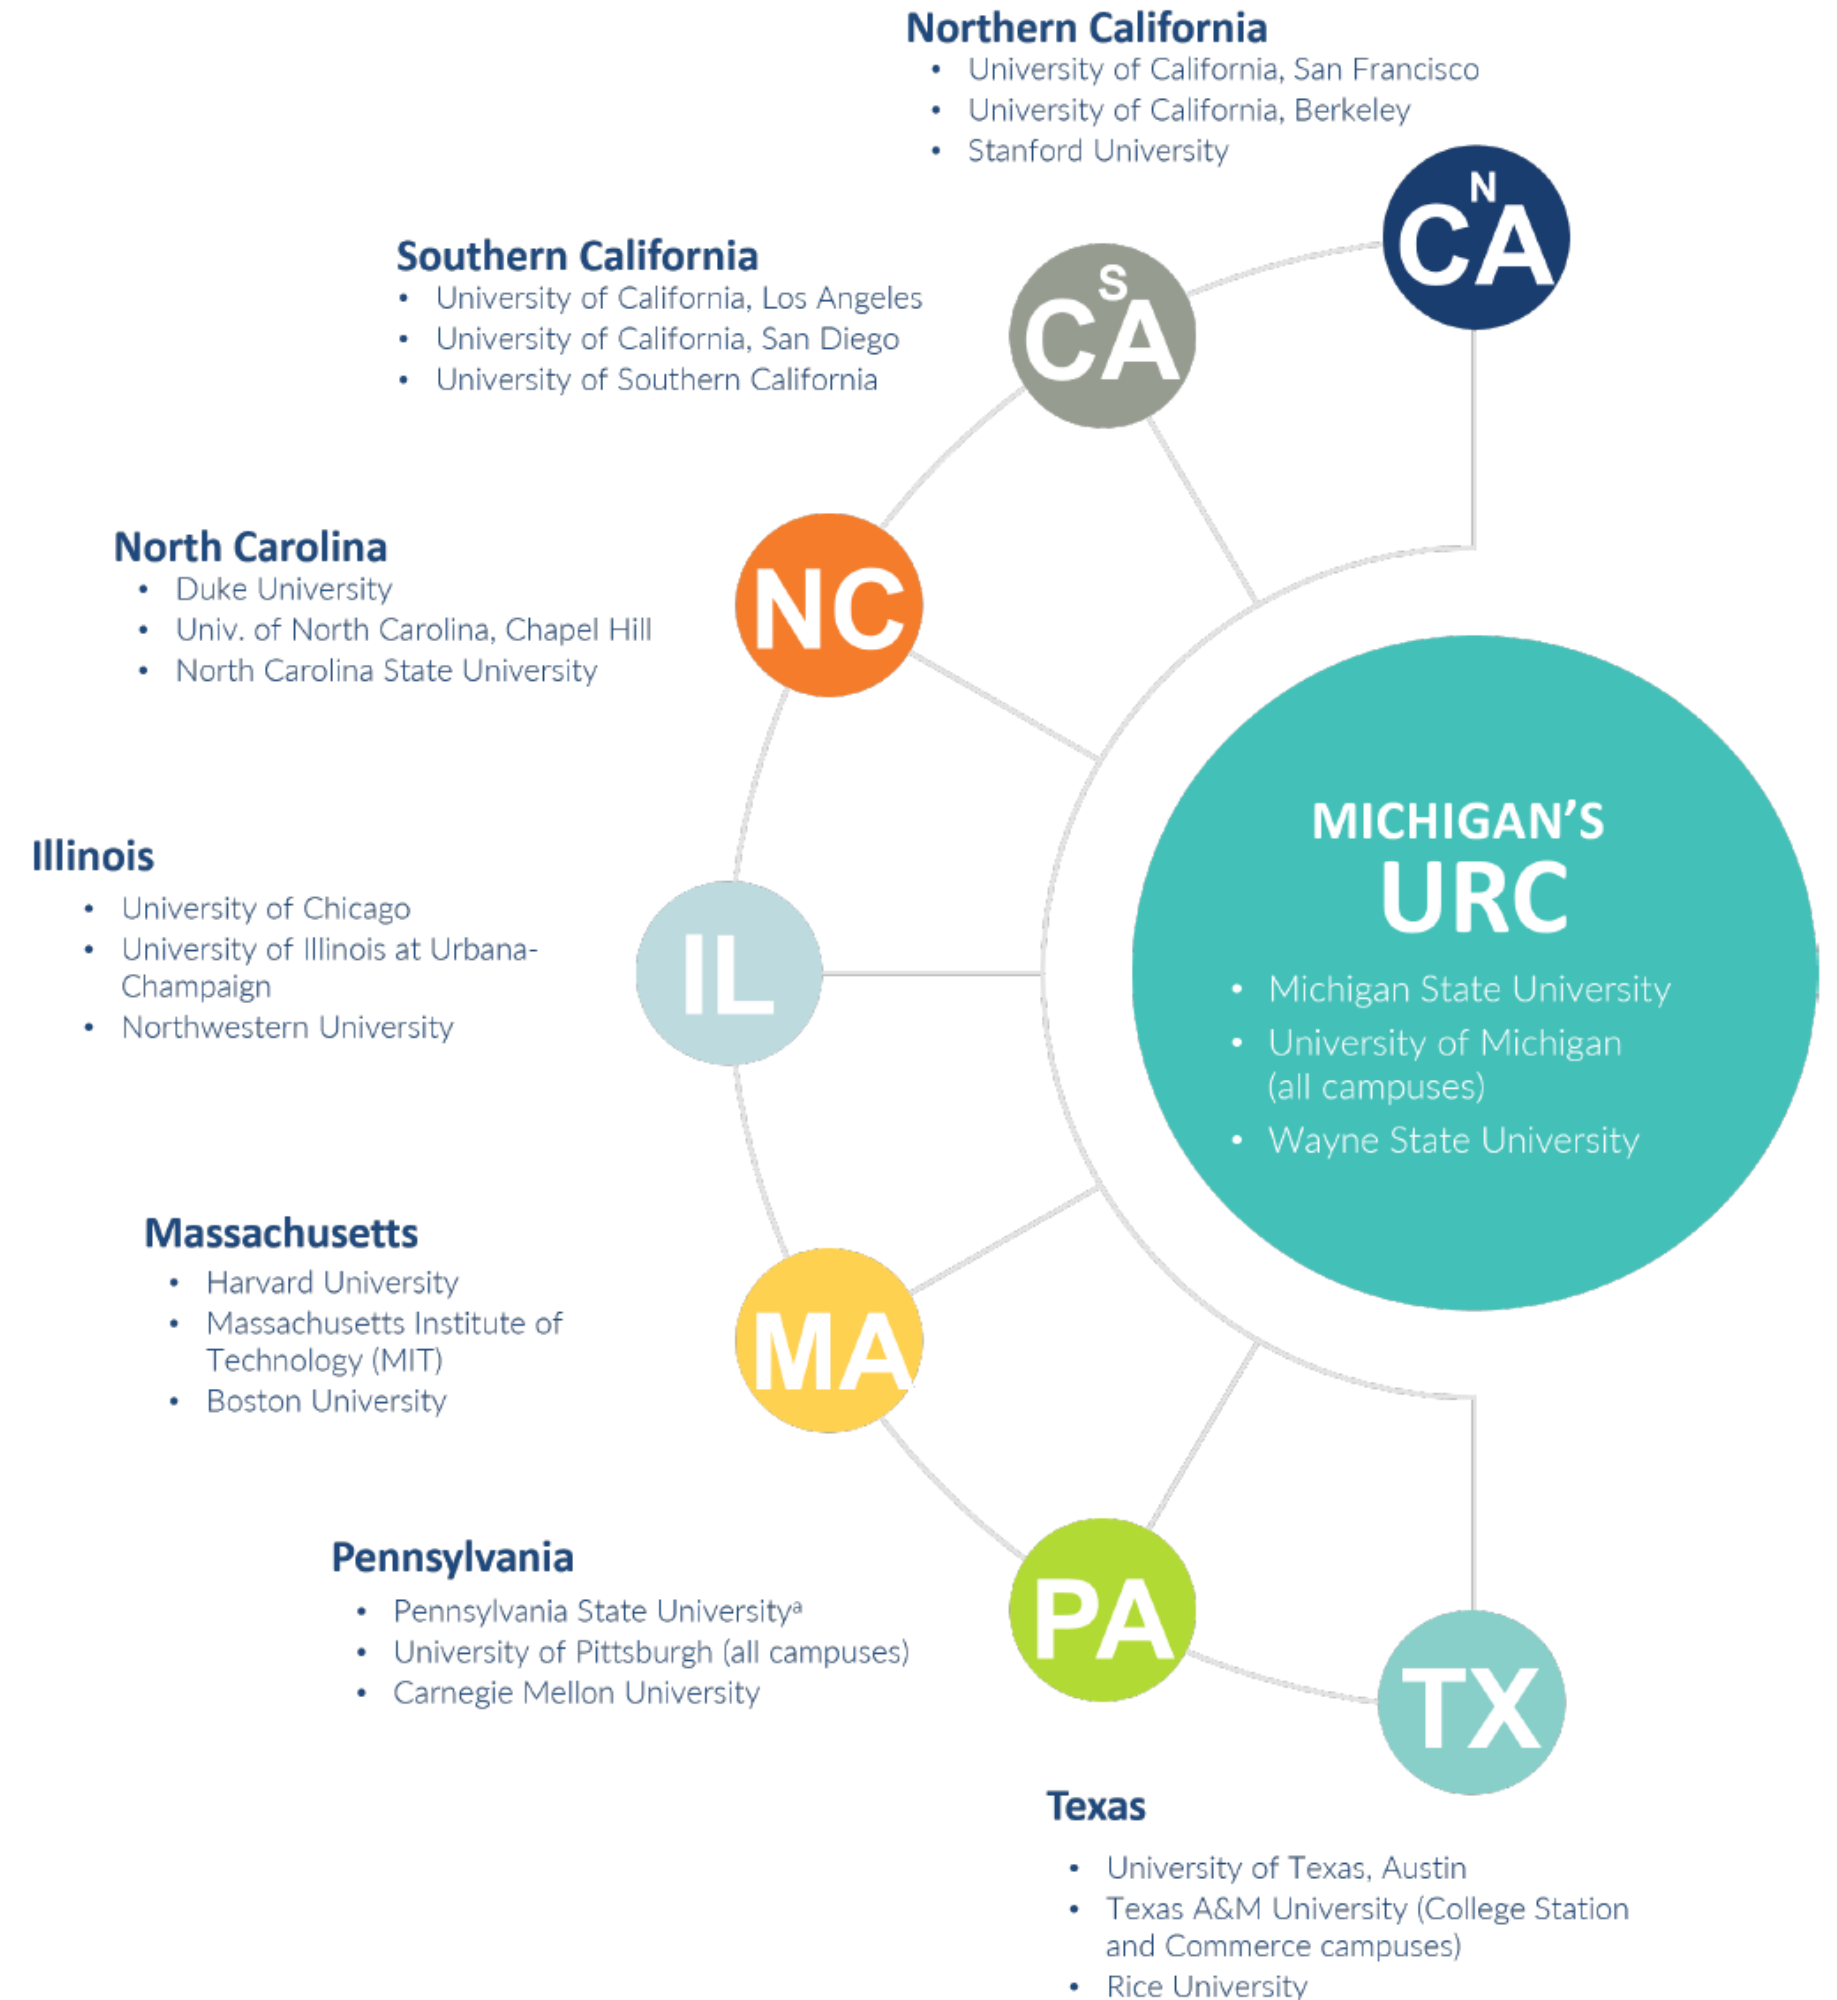 Northern California
• University of California, San Francisco
• University of California, Berkeley
• Stanford University
N
CA
Southern California
• University of California, Los Angeles
• University of California, San Diego
• University of Southern California
S
CA
North Carolina
• Duke University
• Univ. of North Carolina, Chapel Hill
• North Carolina State University
NC
MICHIGAN’S
URC
• Michigan State University
• University of Michigan
(all campuses)
• Wayne State University
Illinois
• University of Chicago
• University of Illinois at Urbana-
Champaign
• Northwestern University
IL
Massachusetts
• Harvard University
• Massachusetts Institute of
Technology (MIT)
• Boston University
MA
Pennsylvania
• Pennsylvania State Universityᵃ
• University of Pittsburgh (all campuses)
• Carnegie Mellon University
PA
TX
Texas
• University of Texas, Austin
• Texas A&M University (College Station
and Commerce campuses)
• Rice University